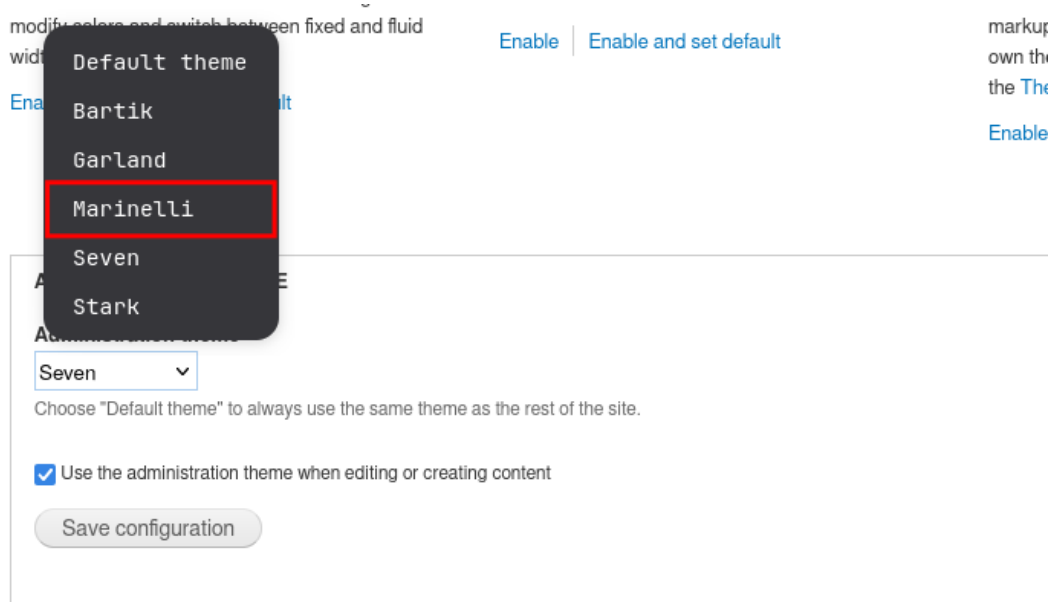 modify colors and switch between fixed and fluid
Enable
Enable and set default
markup
own the
the The
Enable
Default theme
Bartik
Garland
Marinelli
Seven
Stark
Administration theme
Seven
Choose "Default theme" to always use the same theme as the rest of the site.
Use the administration theme when editing or creating content
Save configuration